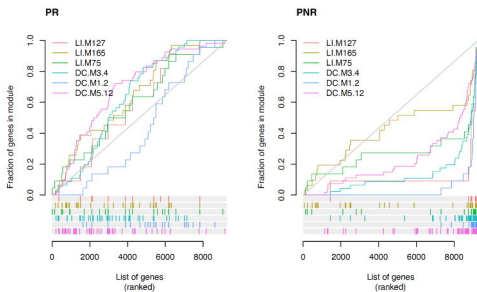 PR
LI.M127
LI.M165
LI.M75
DC.M3.4
DC.M1.2
DC.M5.12
Fraction of genes in module
0.0 0.2 0.4 0.6 0.8 1.0
0 2000 4000 6000 8000
List of genes
(ranked)
PNR
LI.M127
LI.M165
LI.M75
DC.M3.4
DC.M1.2
DC.M5.12
Fraction of genes in module
0.0 0.2 0.4 0.6 0.8 1.0
0 2000 4000 6000 8000
List of genes
(ranked)